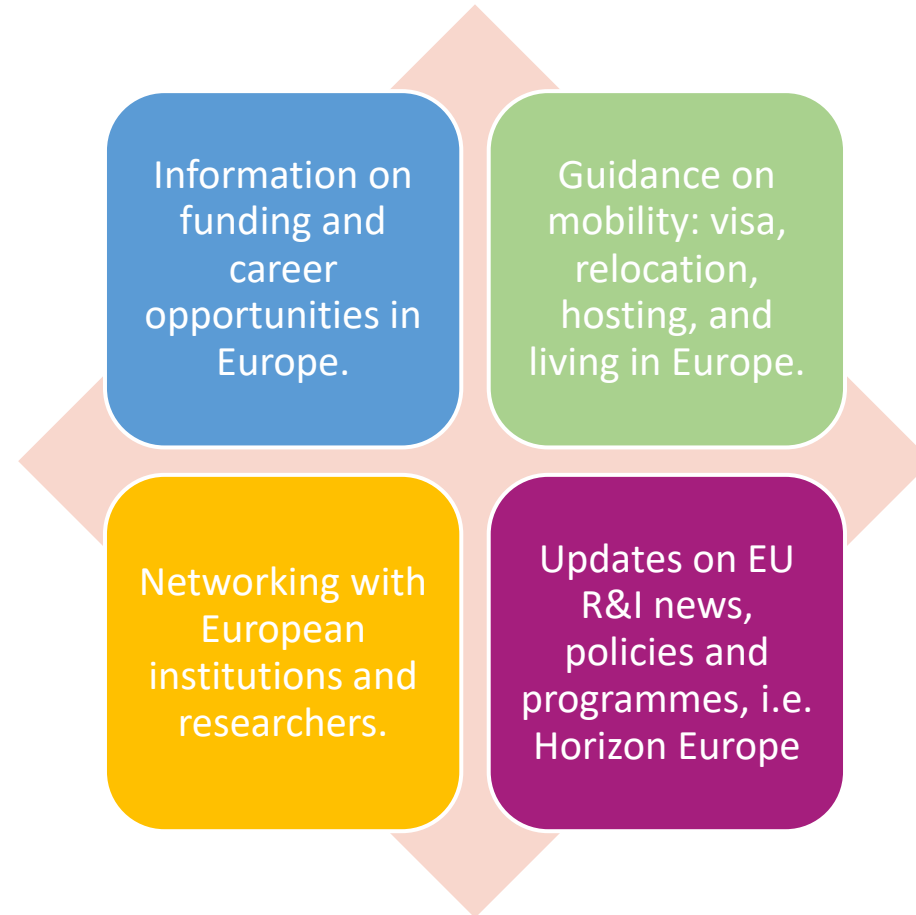 Information on
funding and
career
opportunities in
Europe.
Guidance on
mobility: visa,
relocation,
hosting, and
living in Europe.
Networking with
European
institutions and
researchers.
Updates on EU
R&I news,
policies and
programmes, i.e.
Horizon Europe